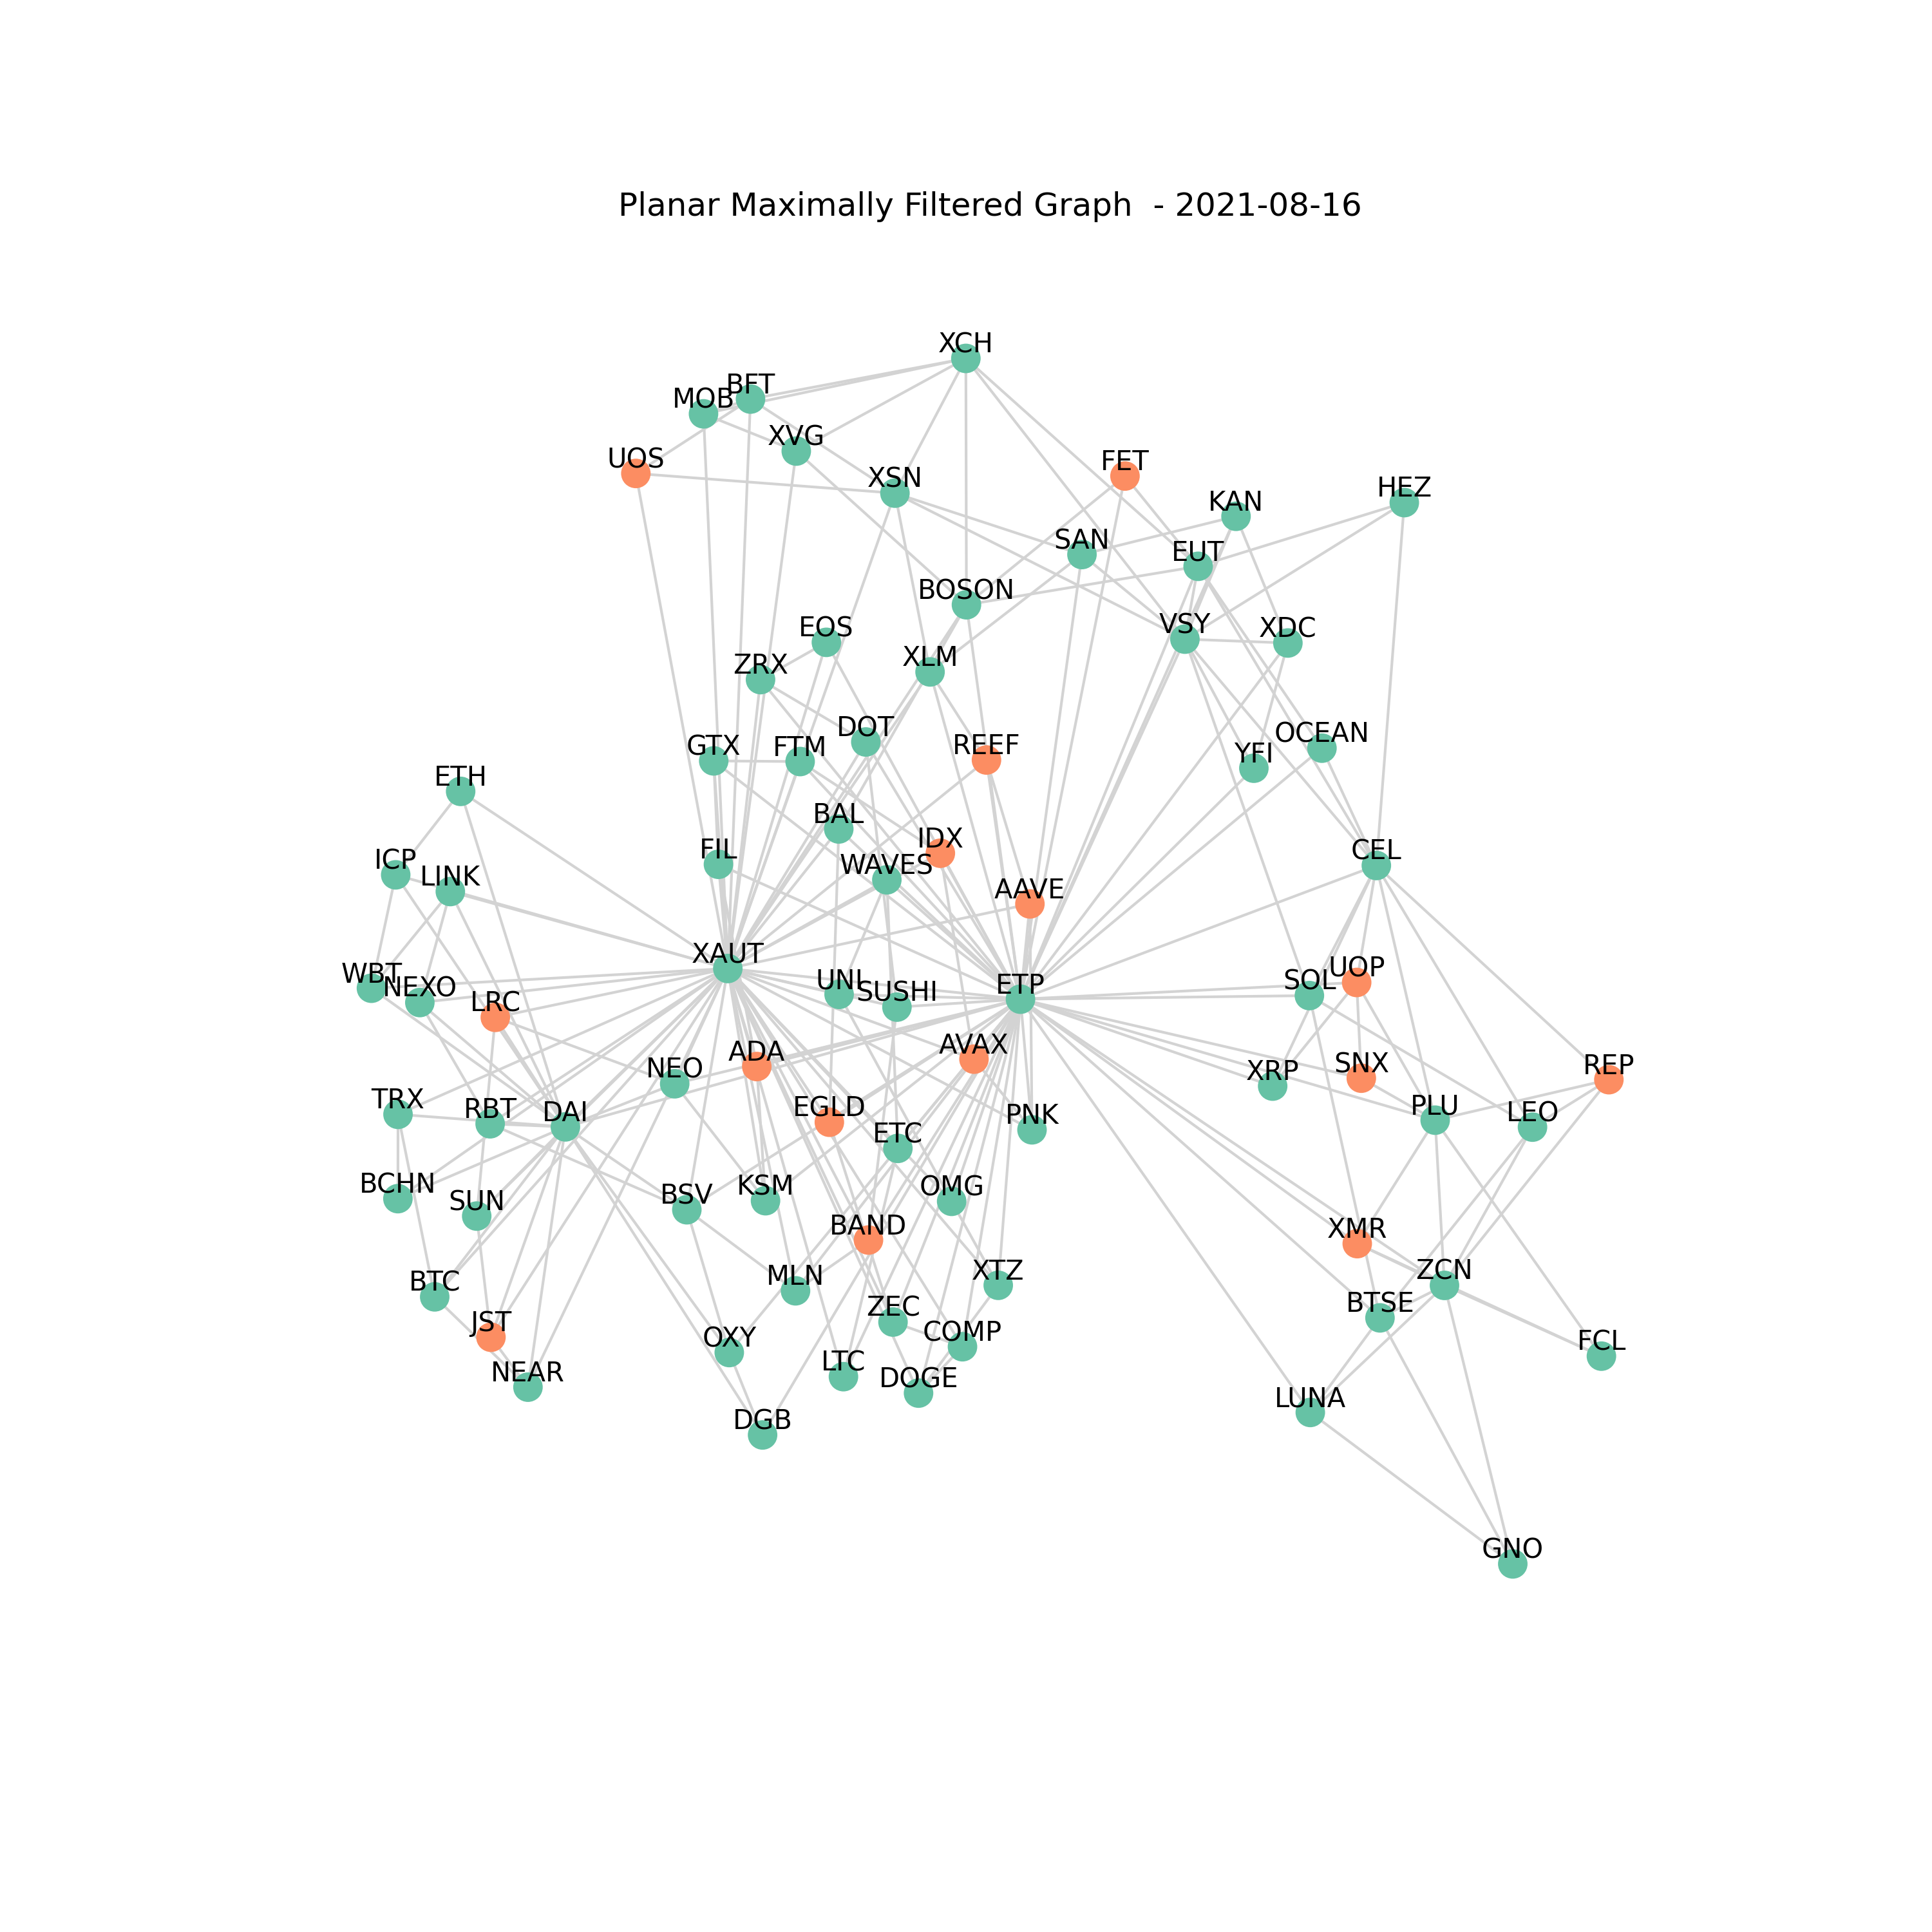 Planar Maximally Filtered Graph  - 2021-08-16
XCH
BFT
MOB
XVG
UOS
XSN
FET
HEZ
KAN
SAN
EUT
BOSON
VSY
EOS
XDC
XLM
ZRX
DOT
OCEAN
GTX
FTM
REEF
YFI
ETH
BAL
IDX
FIL
CEL
ICP
WAVES
LINK
AAVE
XAUT
UOP
WBT
UNI
SOL
ETP
NEXO
SUSHI
LRC
AVAX
ADA
SNX
REP
NEO
XRP
TRX
PLU
EGLD
RBT
DAI
PNK
LEO
ETC
BCHN
KSM
OMG
BSV
SUN
BAND
XMR
ZCN
XTZ
MLN
BTC
BTSE
ZEC
JST
COMP
OXY
FCL
LTC
NEAR
DOGE
LUNA
DGB
GNO